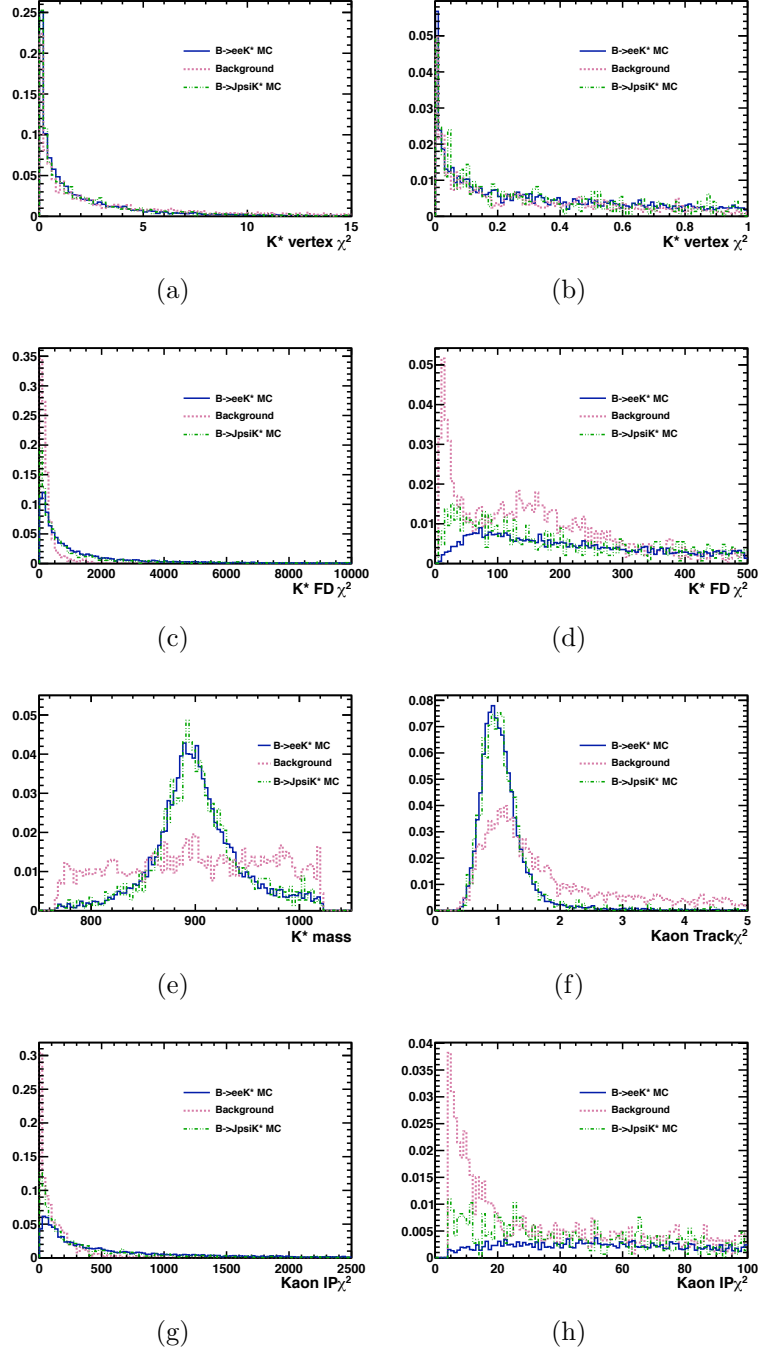 0.25
0.2
0.15
0.1
0.05
0
B->eeK* MC
Background
B->JpsiK* MC
0 5 10 15
K* vertex χ²
(a)
0.05
0.04
0.03
0.02
0.01
0
B->eeK* MC
Background
B->JpsiK* MC
0 0.2 0.4 0.6 0.8 1
K* vertex χ²
(b)
0.35
0.3
0.25
0.2
0.15
0.1
0.05
0
B->eeK* MC
Background
B->JpsiK* MC
0 2000 4000 6000 8000 10000
K* FD χ²
(c)
0.05
0.04
0.03
0.02
0.01
0
B->eeK* MC
Background
B->JpsiK* MC
0 100 200 300 400 500
K* FD χ²
(d)
0.05
0.04
0.03
0.02
0.01
0
B->eeK* MC
Background
B->JpsiK* MC
800 900 1000
K* mass
(e)
0.08
0.07
0.06
0.05
0.04
0.03
0.02
0.01
0
B->eeK* MC
Background
B->JpsiK* MC
0 1 2 3 4 5
Kaon Trackχ²
(f)
0.3
0.25
0.2
0.15
0.1
0.05
0
B->eeK* MC
Background
B->JpsiK* MC
0 500 1000 1500 2000 2500
Kaon IPχ²
(g)
0.04
0.035
0.03
0.025
0.02
0.015
0.01
0.005
0
B->eeK* MC
Background
B->JpsiK* MC
0 20 40 60 80 100
Kaon IPχ²
(h)